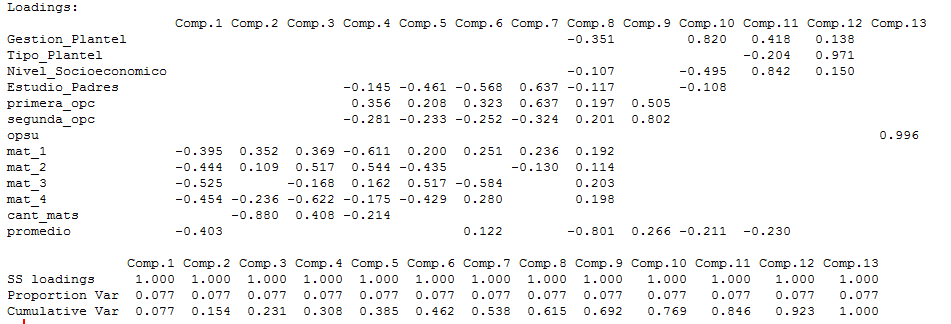 Loadings:
                     Comp.1 Comp.2 Comp.3 Comp.4 Comp.5 Comp.6 Comp.7 Comp.8 Comp.9 Comp.10 Comp.11 Comp.12 Comp.13
Gestion_Plantel                                                       -0.351         0.820   0.418   0.138
Tipo_Plantel                                                                                -0.204   0.971
Nivel_Socioeconomico                                                  -0.107        -0.495   0.842   0.150
Estudio_Padres                            -0.145 -0.461 -0.568  0.637 -0.117        -0.108
primera_opc                                0.356  0.208  0.323  0.637  0.197  0.505
segunda_opc                               -0.281 -0.233 -0.252 -0.324  0.201  0.802
opsu                                                                                                         0.996
mat_1                -0.395  0.352  0.369 -0.611  0.200  0.251  0.236  0.192
mat_2                -0.444  0.109  0.517  0.544 -0.435        -0.130  0.114
mat_3                -0.525        -0.168  0.162  0.517 -0.584         0.203
mat_4                -0.454 -0.236 -0.622 -0.175 -0.429  0.280         0.198
cant_mats                   -0.880  0.408 -0.214
promedio             -0.403                              0.122        -0.801  0.266 -0.211  -0.230
               Comp.1 Comp.2 Comp.3 Comp.4 Comp.5 Comp.6 Comp.7 Comp.8 Comp.9 Comp.10 Comp.11 Comp.12 Comp.13
SS loadings     1.000  1.000  1.000  1.000  1.000  1.000  1.000  1.000  1.000   1.000   1.000   1.000   1.000
Proportion Var  0.077  0.077  0.077  0.077  0.077  0.077  0.077  0.077  0.077   0.077   0.077   0.077   0.077
Cumulative Var  0.077  0.154  0.231  0.308  0.385  0.462  0.538  0.615  0.692   0.769   0.846   0.923   1.000